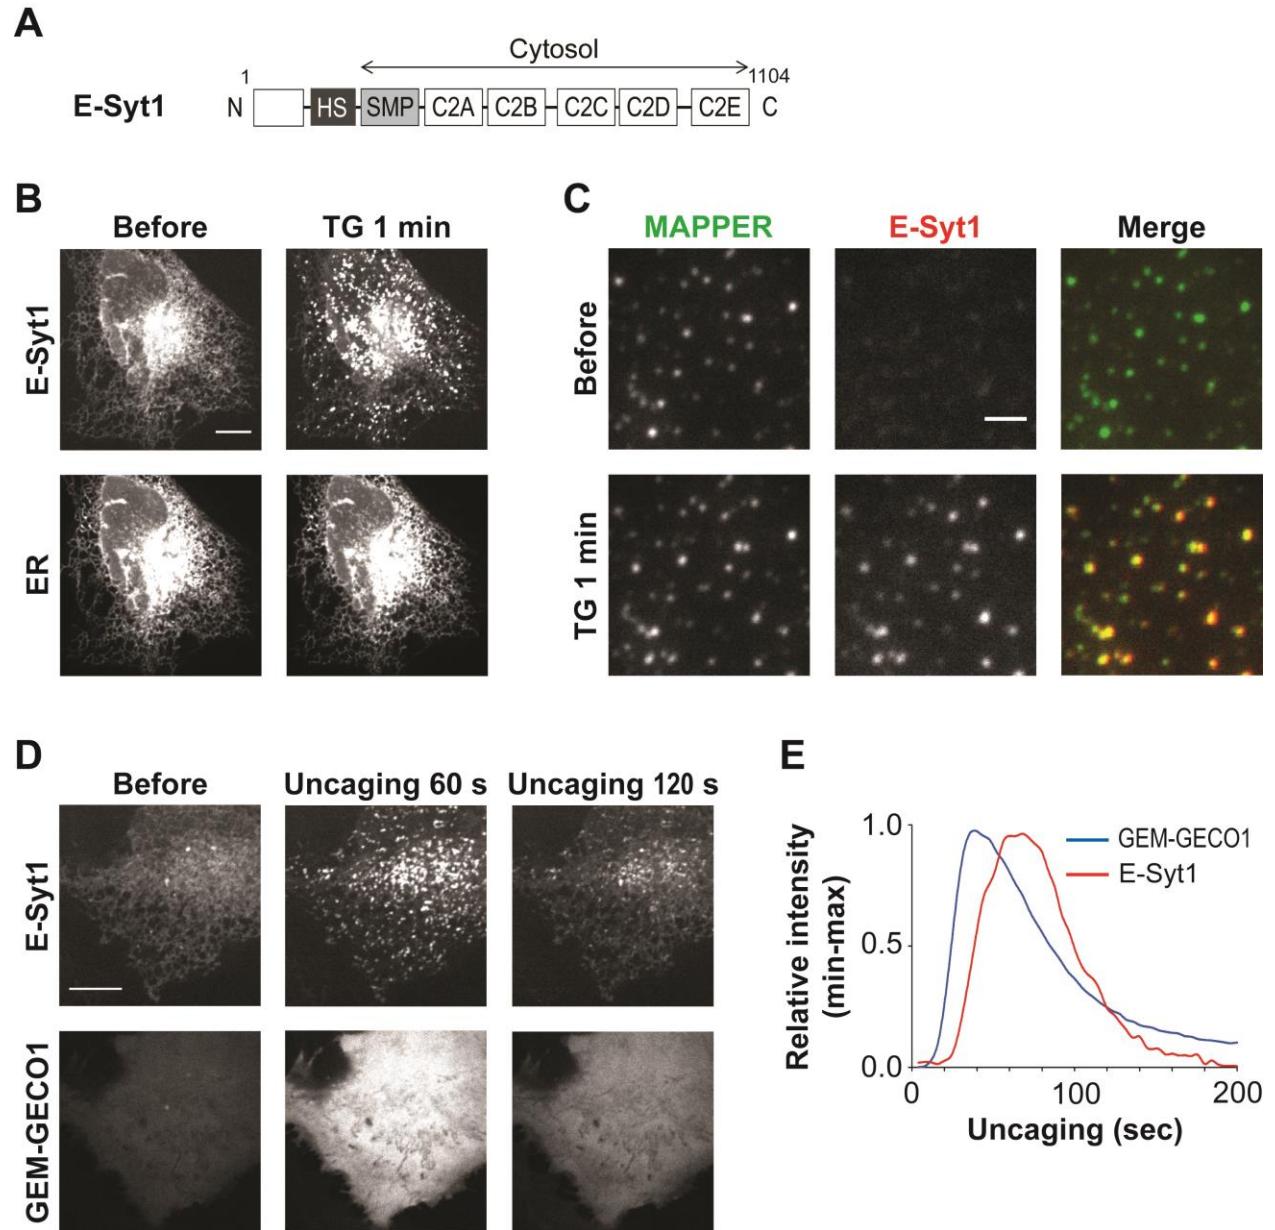 A
Cytosol
1
1104
E-Syt1
N
HS
SMP
C2A
C2B
C2C
C2D
C2E
C
B
Before
TG 1 min
E-Syt1
ER
C
MAPPER
E-Syt1
Merge
Before
TG 1 min
D
Before
Uncaging 60 s
Uncaging 120 s
E-Syt1
GEM-GECO1
E
Relative intensity
(min-max)
1.0
0.5
0.0
GEM-GECO1
E-Syt1
0
100
200
Uncaging (sec)